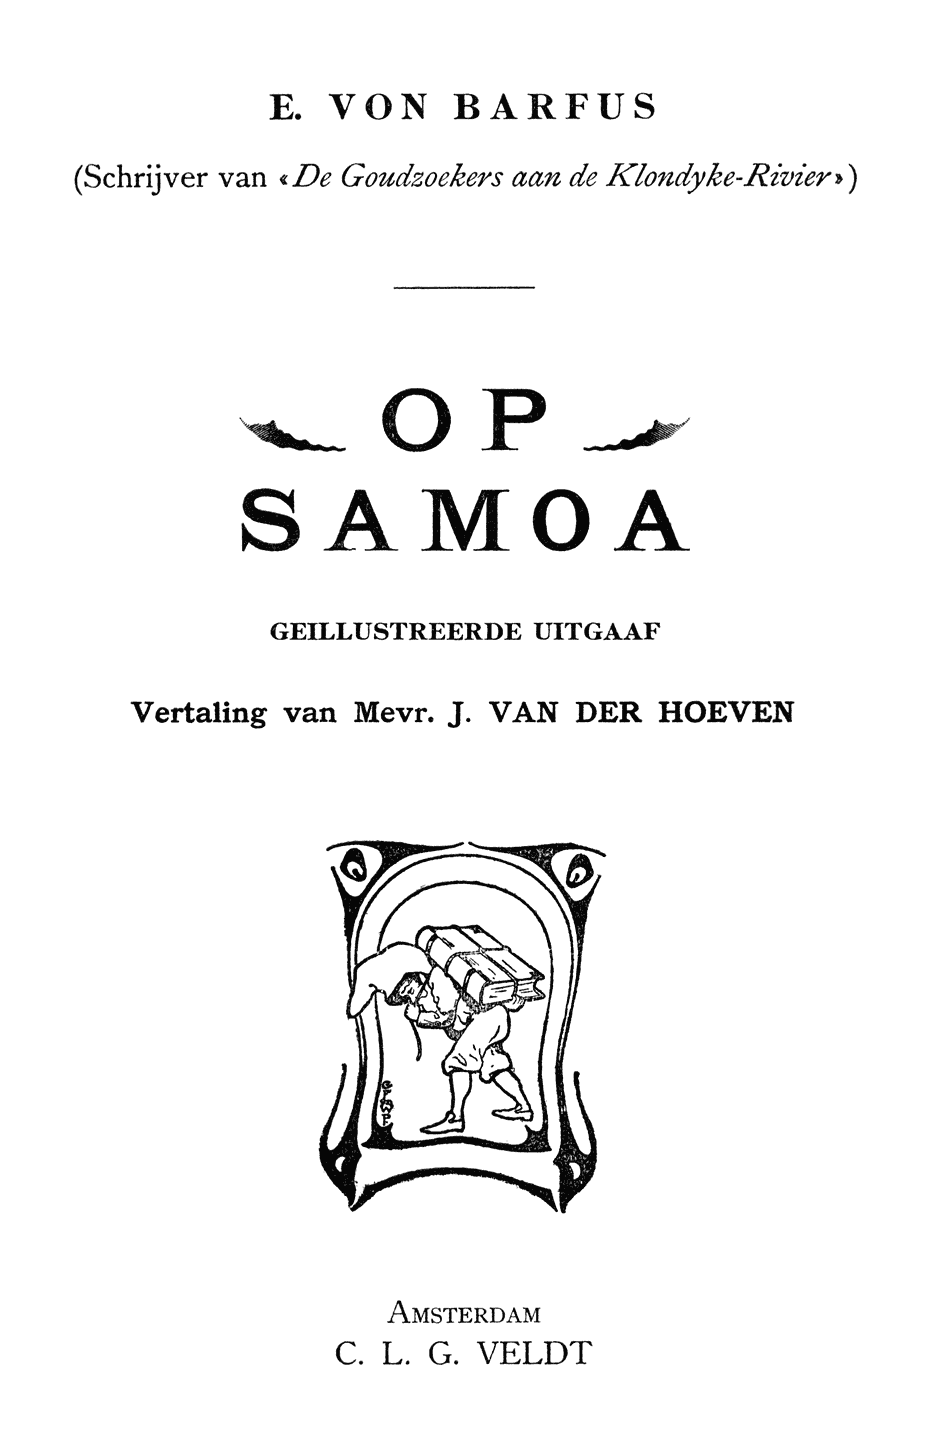 E. VON BARFUS
(Schrijver van «De Goudzoekers aan de Klondyke-Rivier»)
OP
SAMOA
GEILLUSTREERDE UITGAAF
Vertaling van Mevr. J. VAN DER HOEVEN
AMSTERDAM
C. L. G. VELDT